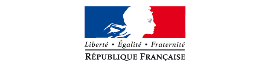 Liberté • Égalité • Fraternité
RÉPUBLIQUE FRANÇAISE